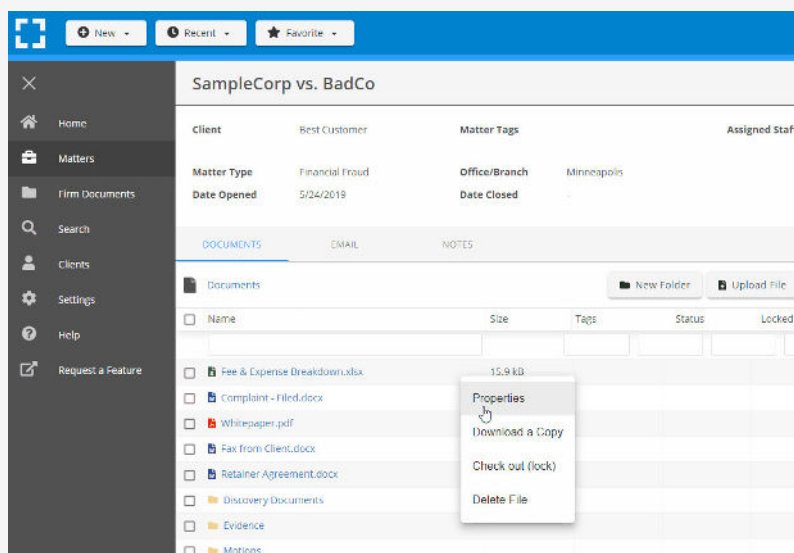 New Recent Favorite
SampleCorp vs. BadCo
Home
Matters
Firm Documents
Search
Clients
Settings
Help
Request a Feature
Client Best Customer Matter Tags Assigned Staff
Matter Type Financial Fraud Office/Branch Minneapolis
Date Opened 5/24/2019 Date Closed -
DOCUMENTS EMAIL NOTES
Documents New Folder Upload File
Name Size Tags Status Locked
Fee & Expense Breakdown.xlsx 15.9 kB
Complaint - Filed.docx
Whitepaper.pdf
Fax from Client.docx
Retainer Agreement.docx
Discovery Documents
Evidence
Motions
Properties
Download a Copy
Check out (lock)
Delete File